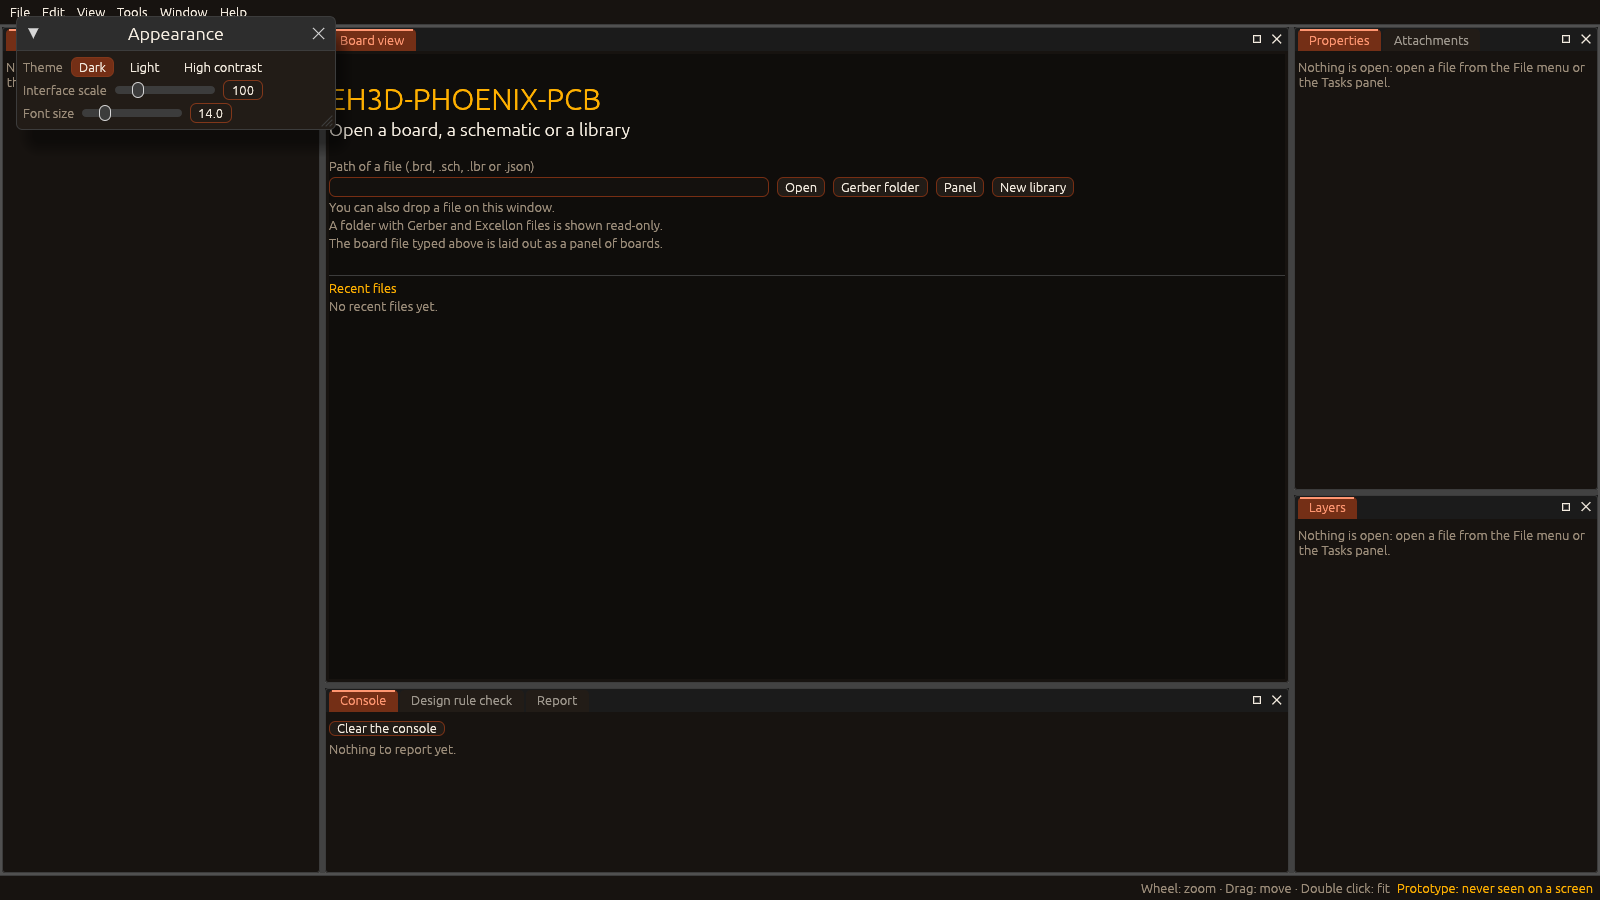 File Edit View Tools Window Help
Appearance
Theme Dark Light High contrast
Interface scale 100
Font size 14.0
Board view
EH3D-PHOENIX-PCB
Open a board, a schematic or a library
Path of a file (.brd, .sch, .lbr or .json)
Open Gerber folder Panel New library
You can also drop a file on this window.
A folder with Gerber and Excellon files is shown read-only.
The board file typed above is laid out as a panel of boards.
Recent files
No recent files yet.
Console Design rule check Report
Clear the console
Nothing to report yet.
Properties Attachments
Nothing is open: open a file from the File menu or
the Tasks panel.
Layers
Nothing is open: open a file from the File menu or
the Tasks panel.
Wheel: zoom · Drag: move · Double click: fit Prototype: never seen on a screen